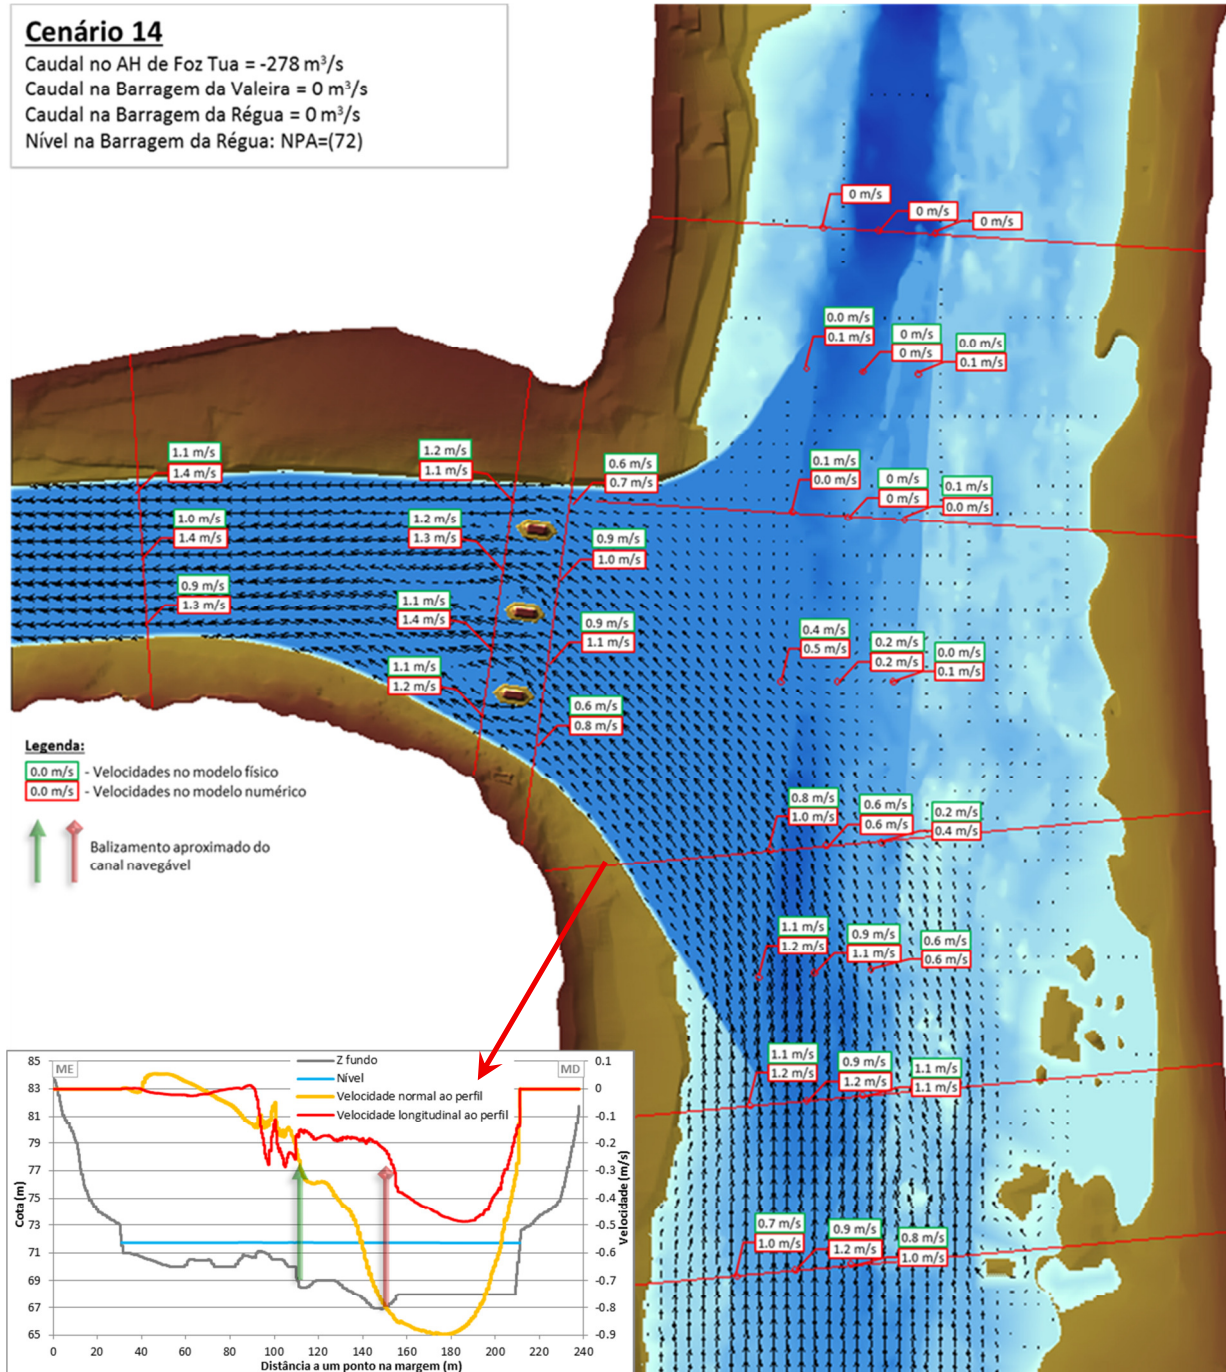 Cenário 14
Caudal no AH de Foz Tua = -278 m³/s
Caudal na Barragem da Valeira = 0 m³/s
Caudal na Barragem da Régua = 0 m³/s
Nível na Barragem da Régua: NPA=(72)
0 m/s
0 m/s
0 m/s
0.0 m/s
0.1 m/s
0 m/s
0 m/s
0.0 m/s
0.1 m/s
1.1 m/s
1.4 m/s
1.2 m/s
1.1 m/s
0.6 m/s
0.7 m/s
0.1 m/s
0.0 m/s
0 m/s
0 m/s
0.1 m/s
0.0 m/s
1.0 m/s
1.4 m/s
1.2 m/s
1.3 m/s
0.9 m/s
1.0 m/s
0.9 m/s
1.3 m/s
1.1 m/s
1.4 m/s
0.9 m/s
1.1 m/s
0.4 m/s
0.5 m/s
0.2 m/s
0.2 m/s
0.0 m/s
0.1 m/s
1.1 m/s
1.2 m/s
0.6 m/s
0.8 m/s
Legenda:
0.0 m/s - Velocidades no modelo físico
0.0 m/s - Velocidades no modelo numérico
Balizamento aproximado do
canal navegável
0.8 m/s
1.0 m/s
0.6 m/s
0.6 m/s
0.2 m/s
0.4 m/s
1.1 m/s
1.2 m/s
0.9 m/s
1.1 m/s
0.6 m/s
0.6 m/s
1.1 m/s
1.2 m/s
0.9 m/s
1.2 m/s
1.1 m/s
1.1 m/s
0.7 m/s
1.0 m/s
0.9 m/s
1.2 m/s
0.8 m/s
1.0 m/s
ME
MD
Z fundo
Nível
Velocidade normal ao perfil
Velocidade longitudinal ao perfil
Cota (m)
85
83
81
79
77
75
73
71
69
67
65
Velocidade (m/s)
0.1
0
-0.1
-0.2
-0.3
-0.4
-0.5
-0.6
-0.7
-0.8
-0.9
0 20 40 60 80 100 120 140 160 180 200 220 240
Distância a um ponto na margem (m)